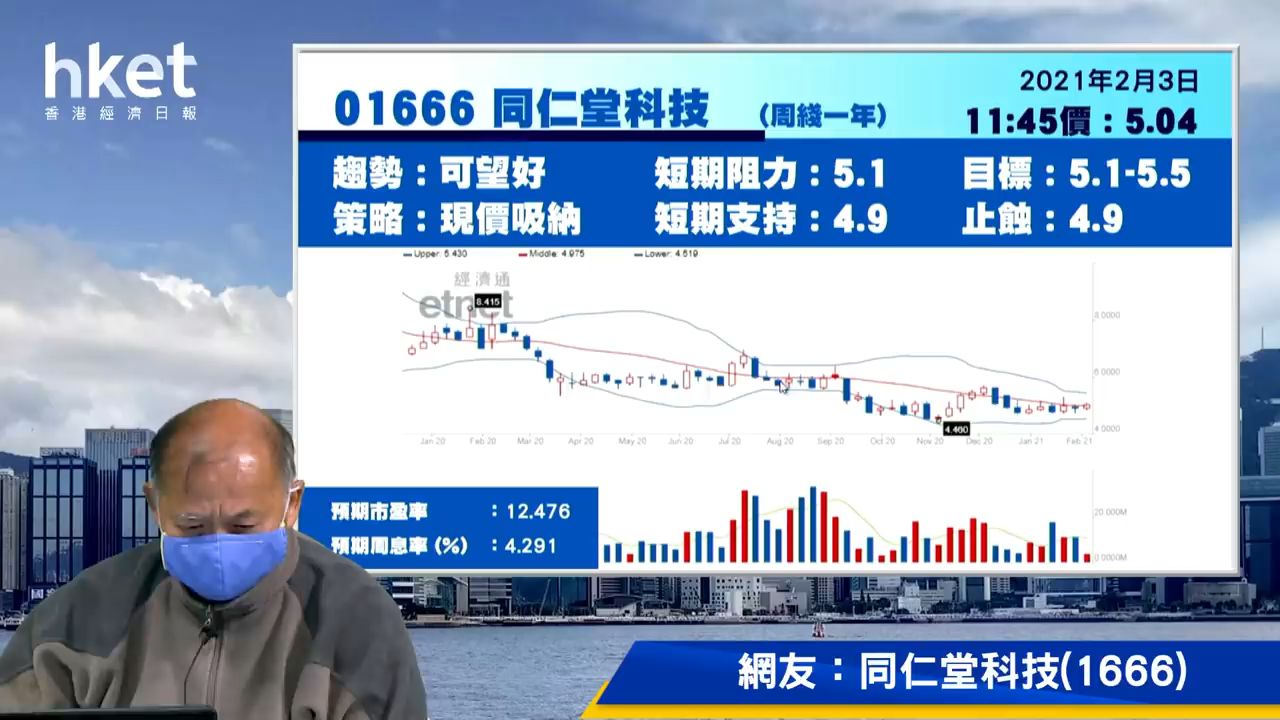 hket
香港經濟日報
01666 同仁堂科技 (周綫一年)
2021年2月3日
11:45價：5.04
趨勢：可望好 短期阻力：5.1 目標：5.1-5.5
策略：現價吸納 短期支持：4.9 止蝕：4.9
Upper: 5.430 Middle: 4.975 Lower: 4.519
經濟通
etnet
8.415
8.0000
6.0000
4.460
4.0000
Jan 20 Feb 20 Mar 20 Apr 20 May 20 Jun 20 Jul 20 Aug 20 Sep 20 Oct 20 Nov 20 Dec 20 Jan 21 Feb 21
預期市盈率 ：12.476
預期周息率 (%) ：4.291
20.000M
0.0000M
網友：同仁堂科技(1666)